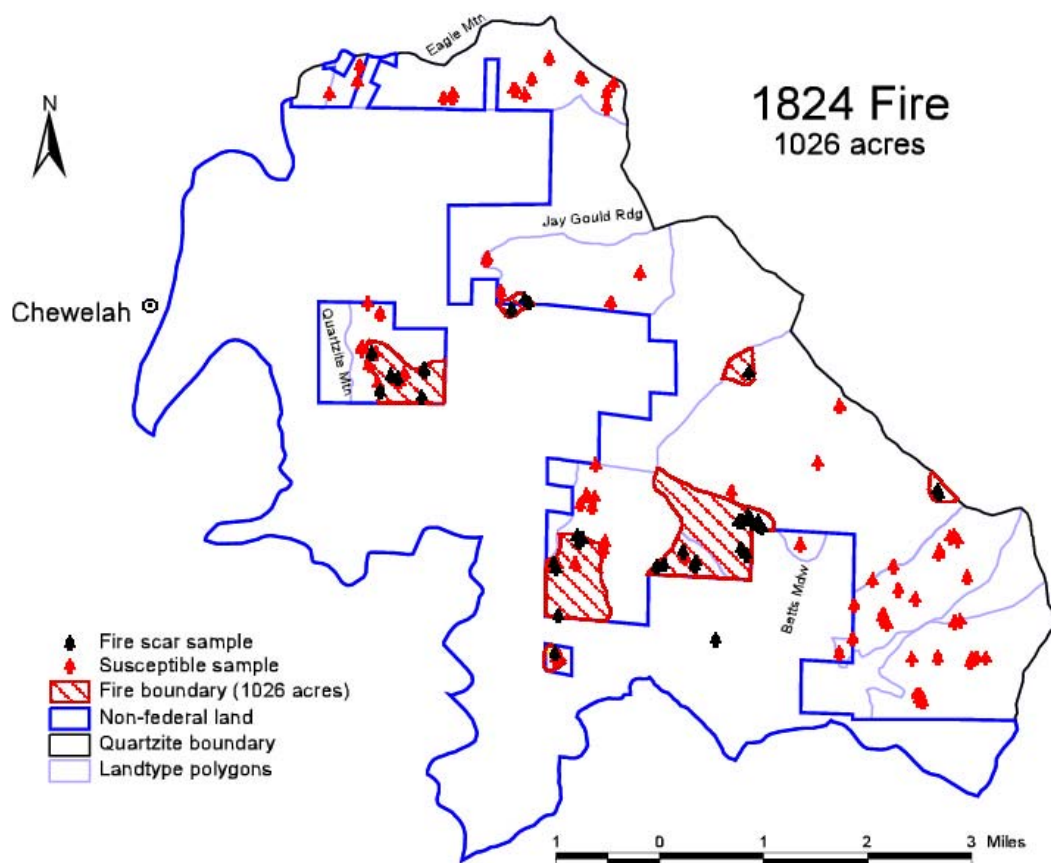 Eagle Mtn
1824 Fire
1026 acres
N
Jay Gould Rdg
Chewelah
Quartzite Mtn
Betts Mdw
Fire scar sample
Susceptible sample
Fire boundary (1026 acres)
Non-federal land
Quartzite boundary
Landtype polygons
1 0 1 2 3 Miles